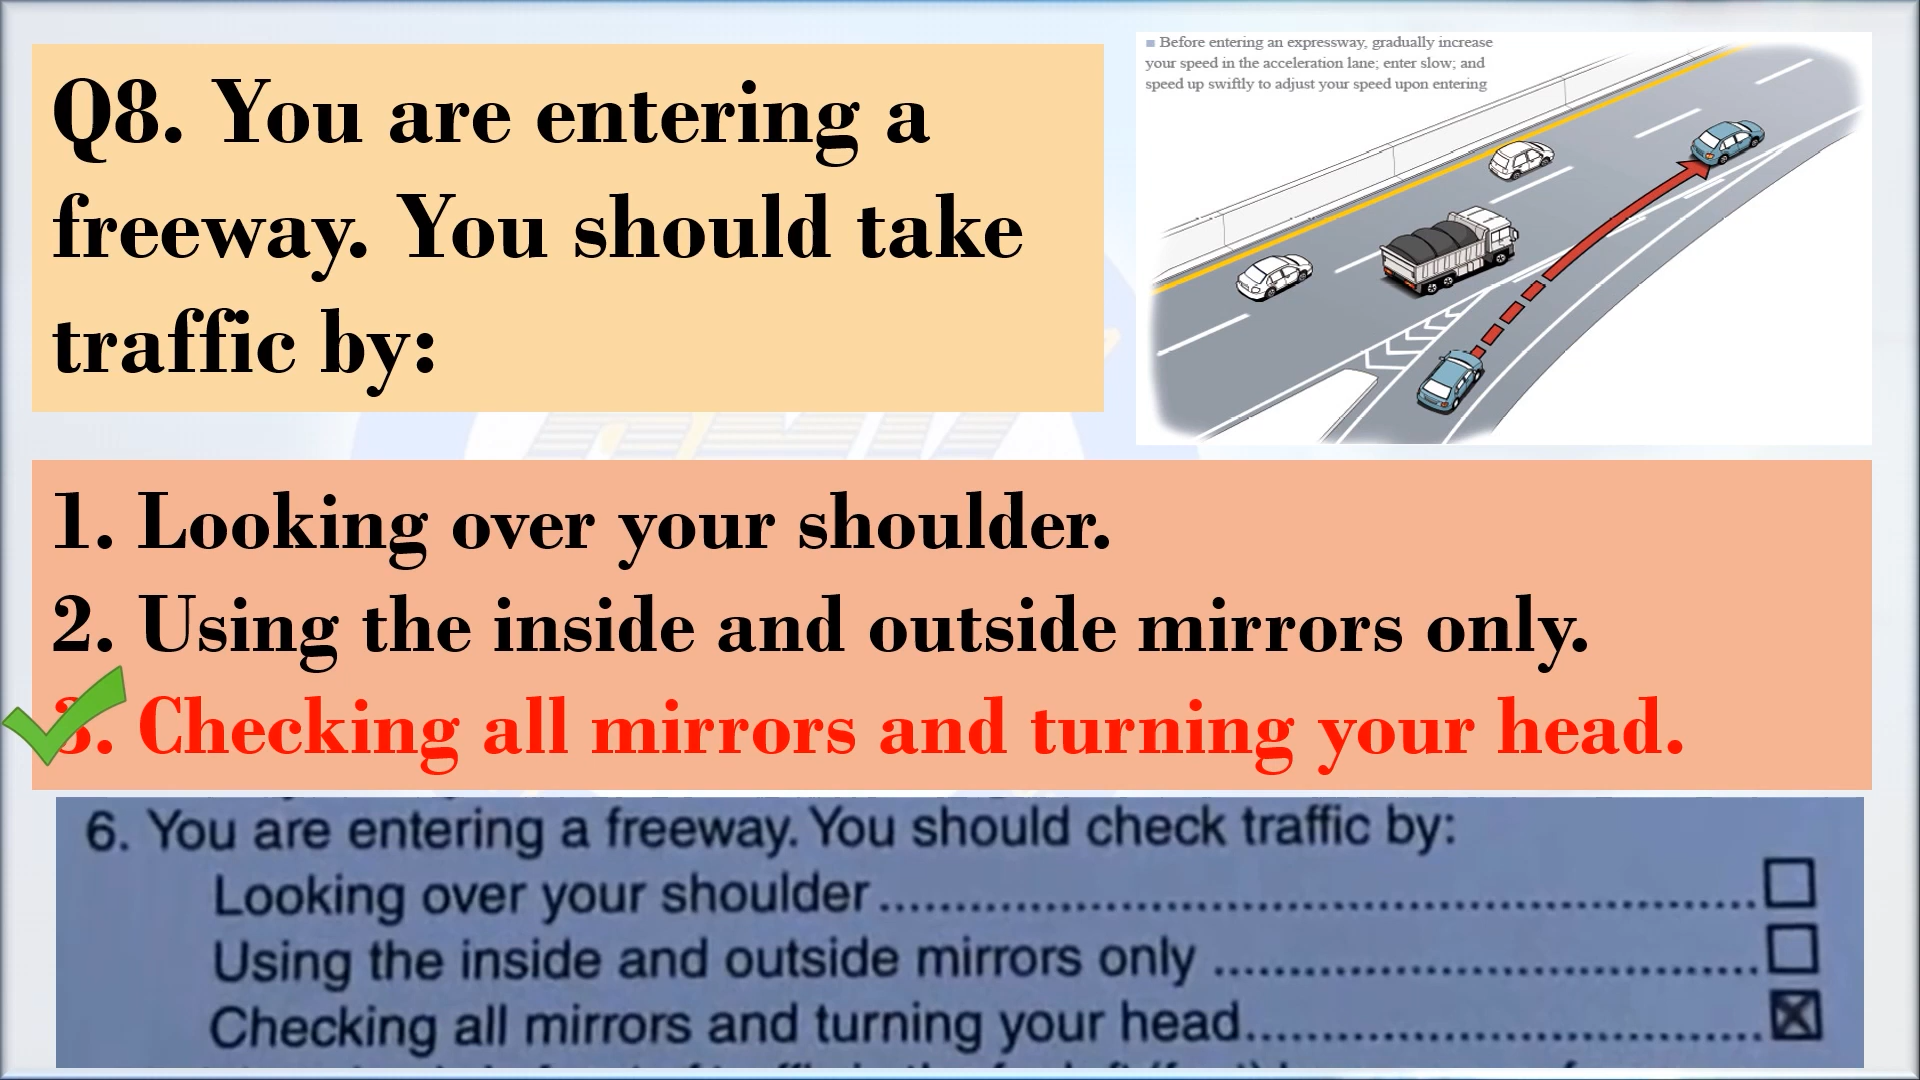 Q8. You are entering a
freeway. You should take
traffic by:
■ Before entering an expressway, gradually increase
your speed in the acceleration lane; enter slow; and
speed up swiftly to adjust your speed upon entering
1. Looking over your shoulder.
2. Using the inside and outside mirrors only.
3. Checking all mirrors and turning your head.
6. You are entering a freeway. You should check traffic by:
Looking over your shoulder
Using the inside and outside mirrors only
Checking all mirrors and turning your head